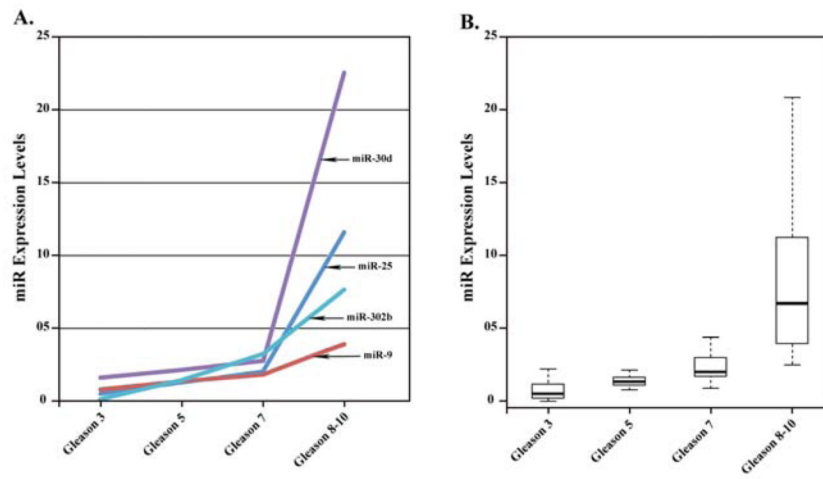 A.
miR Expression Levels
25
20
15
10
05
0
miR-30d
miR-25
miR-302b
miR-9
Gleason 3
Gleason 5
Gleason 7
Gleason 8-10
B.
miR Expression Levels
25
20
15
10
05
0
Gleason 3
Gleason 5
Gleason 7
Gleason 8-10